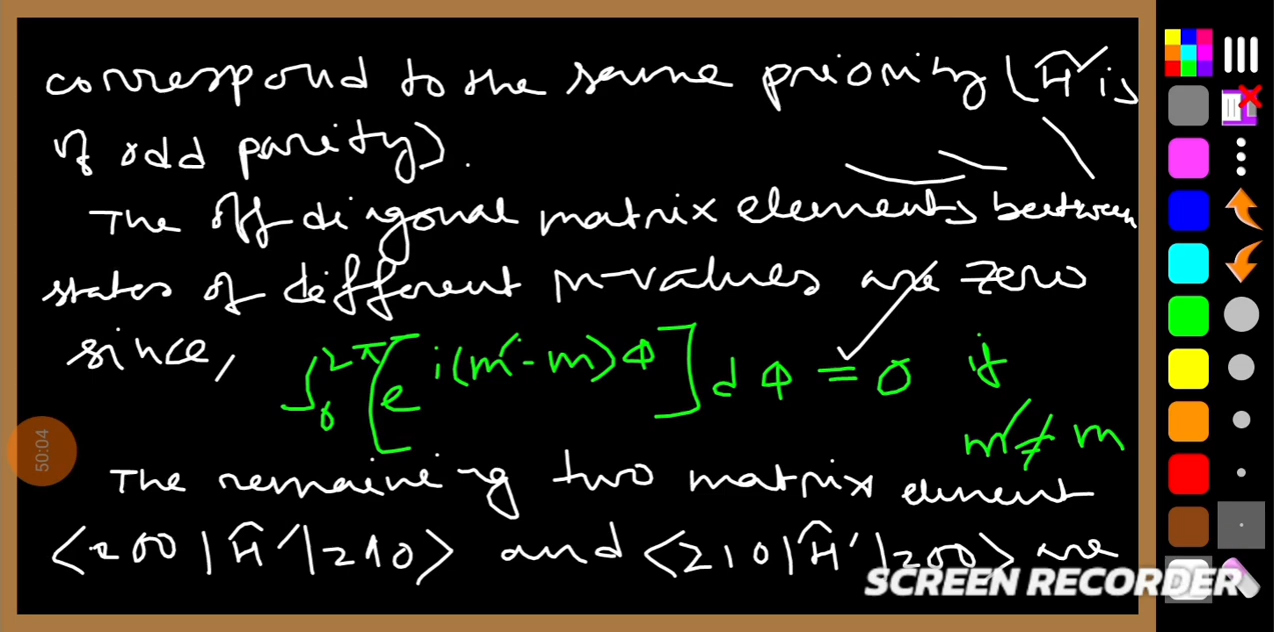 correspond to the same priority (Ĥ' is
of odd parity).
The off-diagonal matrix elements between
states of different m-values are zero
since,
∫₀^2π [e^i(m'-m)φ] dφ = 0 if
m' ≠ m
50:04
The remaining two matrix element
<200|Ĥ'|210> and <210|Ĥ'|200> are
SCREEN RECORDER